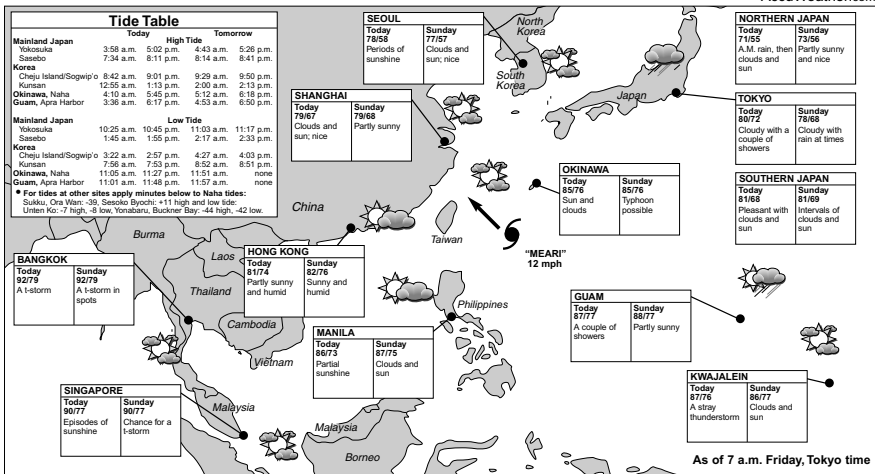 Tide Table
Today Tomorrow
Mainland Japan High Tide
Yokosuka 3:58 a.m. 5:02 p.m. 4:43 a.m. 5:26 p.m.
Sasebo 7:34 a.m. 8:11 p.m. 8:14 a.m. 8:41 p.m.
Korea
Cheju Island/Sogwip'o 8:42 a.m. 9:01 p.m. 9:29 a.m. 9:50 p.m.
Kunsan 12:55 a.m. 1:13 p.m. 2:00 a.m. 2:13 p.m.
Okinawa, Naha 4:10 a.m. 5:45 p.m. 5:12 a.m. 6:18 p.m.
Guam, Apra Harbor 3:36 a.m. 6:17 p.m. 4:53 a.m. 6:50 p.m.
Mainland Japan Low Tide
Yokosuka 10:25 a.m. 10:45 p.m. 11:03 a.m. 11:17 p.m.
Sasebo 1:45 a.m. 1:55 p.m. 2:17 a.m. 2:33 p.m.
Korea
Cheju Island/Sogwip'o 3:22 a.m. 2:57 p.m. 4:27 a.m. 4:03 p.m.
Kunsan 7:56 a.m. 7:53 p.m. 8:52 a.m. 8:51 p.m.
Okinawa, Naha 11:05 a.m. 11:27 p.m. 11:51 a.m. none
Guam, Apra Harbor 11:01 a.m. 11:48 p.m. 11:57 a.m. none
● For tides at other sites apply minutes below to Naha tides:
Sukku, Ora Wan: -39, Sesoko Byochi: +11 high and low tide:
Unten Ko: -7 high, -8 low, Yonabaru, Buckner Bay: -44 high, -42 low.
SEOUL
Today Sunday
78/58 77/57
Periods of Clouds and
sunshine sun; nice
North
Korea
South
Korea
Japan
NORTHERN JAPAN
Today Sunday
71/55 73/56
A.M. rain, then Partly sunny
clouds and and nice
sun
SHANGHAI
Today Sunday
79/67 79/68
Clouds and Partly sunny
sun; nice
TOKYO
Today Sunday
80/72 78/68
Cloudy with a Cloudy with
couple of rain at times
showers
OKINAWA
Today Sunday
85/76 85/76
Sun and Typhoon
clouds possible
SOUTHERN JAPAN
Today Sunday
81/68 81/69
Pleasant with Intervals of
clouds and clouds and
sun sun
China
Taiwan
"MEARI"
12 mph
Burma
Laos
Thailand
Cambodia
Vietnam
BANGKOK
Today Sunday
92/79 92/79
A t-storm A t-storm in
spots
HONG KONG
Today Sunday
81/74 82/76
Partly sunny Sunny and
and humid humid
Philippines
GUAM
Today Sunday
87/77 88/77
A couple of Partly sunny
showers
MANILA
Today Sunday
86/73 87/75
Partial Clouds and
sunshine sun
KWAJALEIN
Today Sunday
87/76 86/77
A stray Clouds and
thunderstorm sun
SINGAPORE
Today Sunday
90/77 90/77
Episodes of Chance for a
sunshine t-storm
Malaysia
Malaysia
Borneo
As of 7 a.m. Friday, Tokyo time